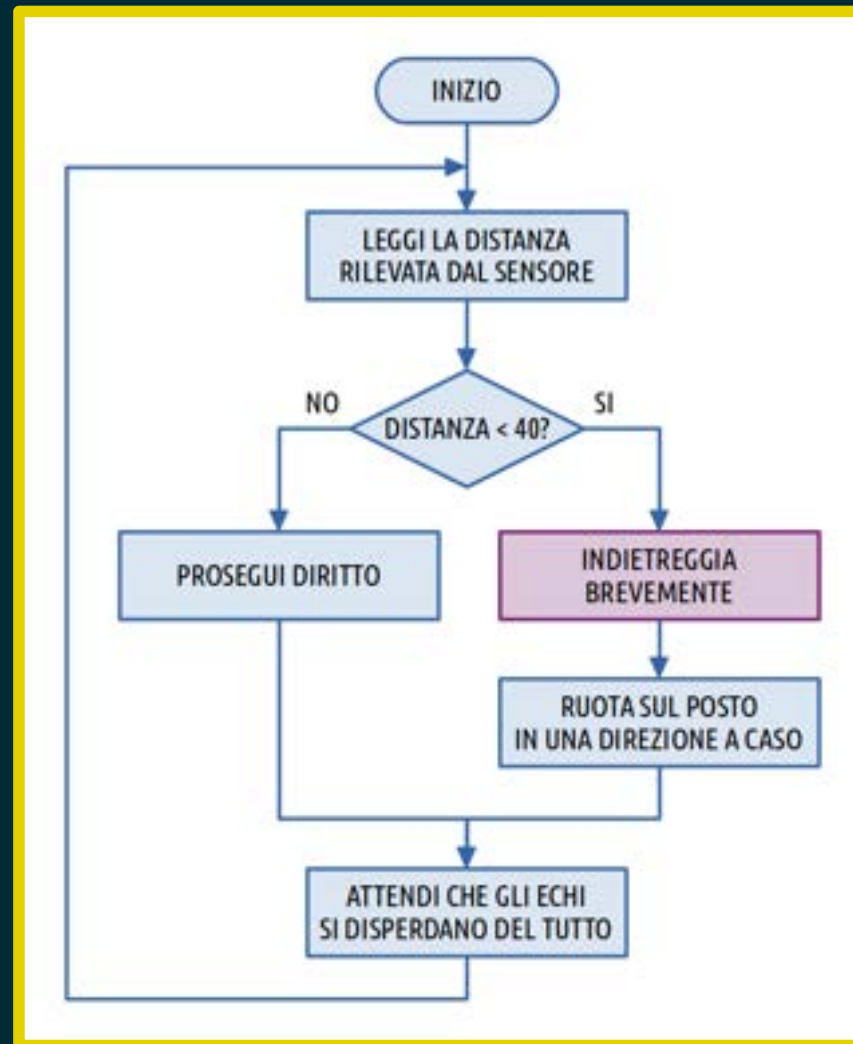 INIZIO
LEGGI LA DISTANZA
RILEVATA DAL SENSORE
NO
SI
DISTANZA < 40?
PROSEGUI DIRITTO
INDIETREGGIA
BREVEMENTE
RUOTA SUL POSTO
IN UNA DIREZIONE A CASO
ATTENDI CHE GLI ECHI
SI DISPERDANO DEL TUTTO